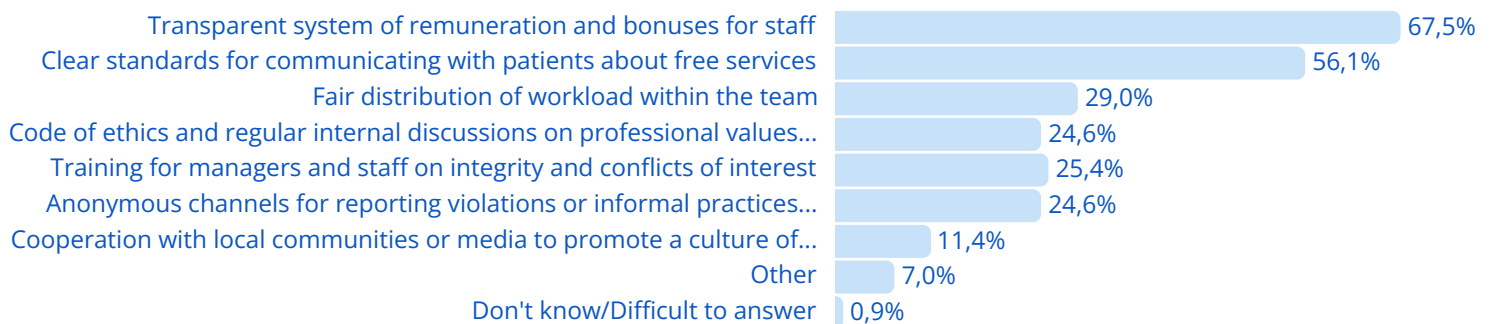 Transparent system of remuneration and bonuses for staff 67,5%
Clear standards for communicating with patients about free services 56,1%
Fair distribution of workload within the team 29,0%
Code of ethics and regular internal discussions on professional values... 24,6%
Training for managers and staff on integrity and conflicts of interest 25,4%
Anonymous channels for reporting violations or informal practices... 24,6%
Cooperation with local communities or media to promote a culture of... 11,4%
Other 7,0%
Don't know/Difficult to answer 0,9%